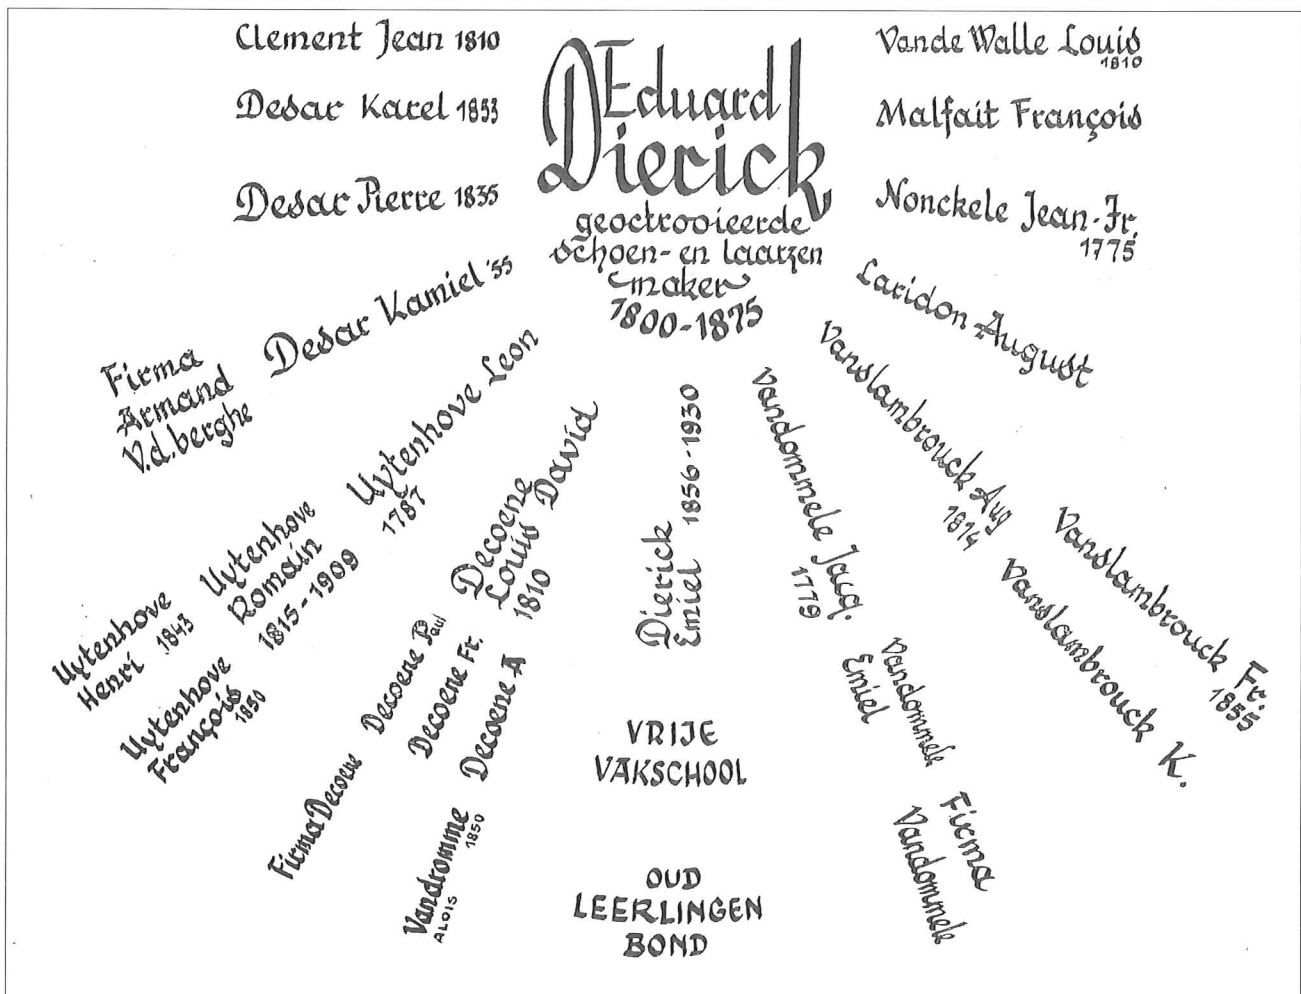 Clement Jean 1810
Desar Karel 1853
Desar Pierre 1835
Desar Kamiel '55
Firma
Armand
V.d.berghe
Eduard
Dierick
geoctrooieerde
schoen- en laarzen
maker
1800-1875
Vande Walle Louis
1810
Malfait François
Nonckele Jean-Fr.
1775
Laridon August
Uytenhove Leon
1787
Uytenhove
Romain
1815-1909
Uytenhove
Henri 1843
Uytenhove
François
1850
Decoene David
Louis
1810
Decoene Paul
Decoene Fr.
Decoene A
Firma Decoene
Vandromme
ALOIS 1850
Dierick
Emiel 1856-1930
VRIJE
VAKSCHOOL
OUD
LEERLINGEN
BOND
Vandommele Jacq.
1779
Vandommele
Emiel
Firma
Vandommele
Vanslambrouck Aug
1814
Vanslambrouck K.
Vanslambrouck Fr.
1855